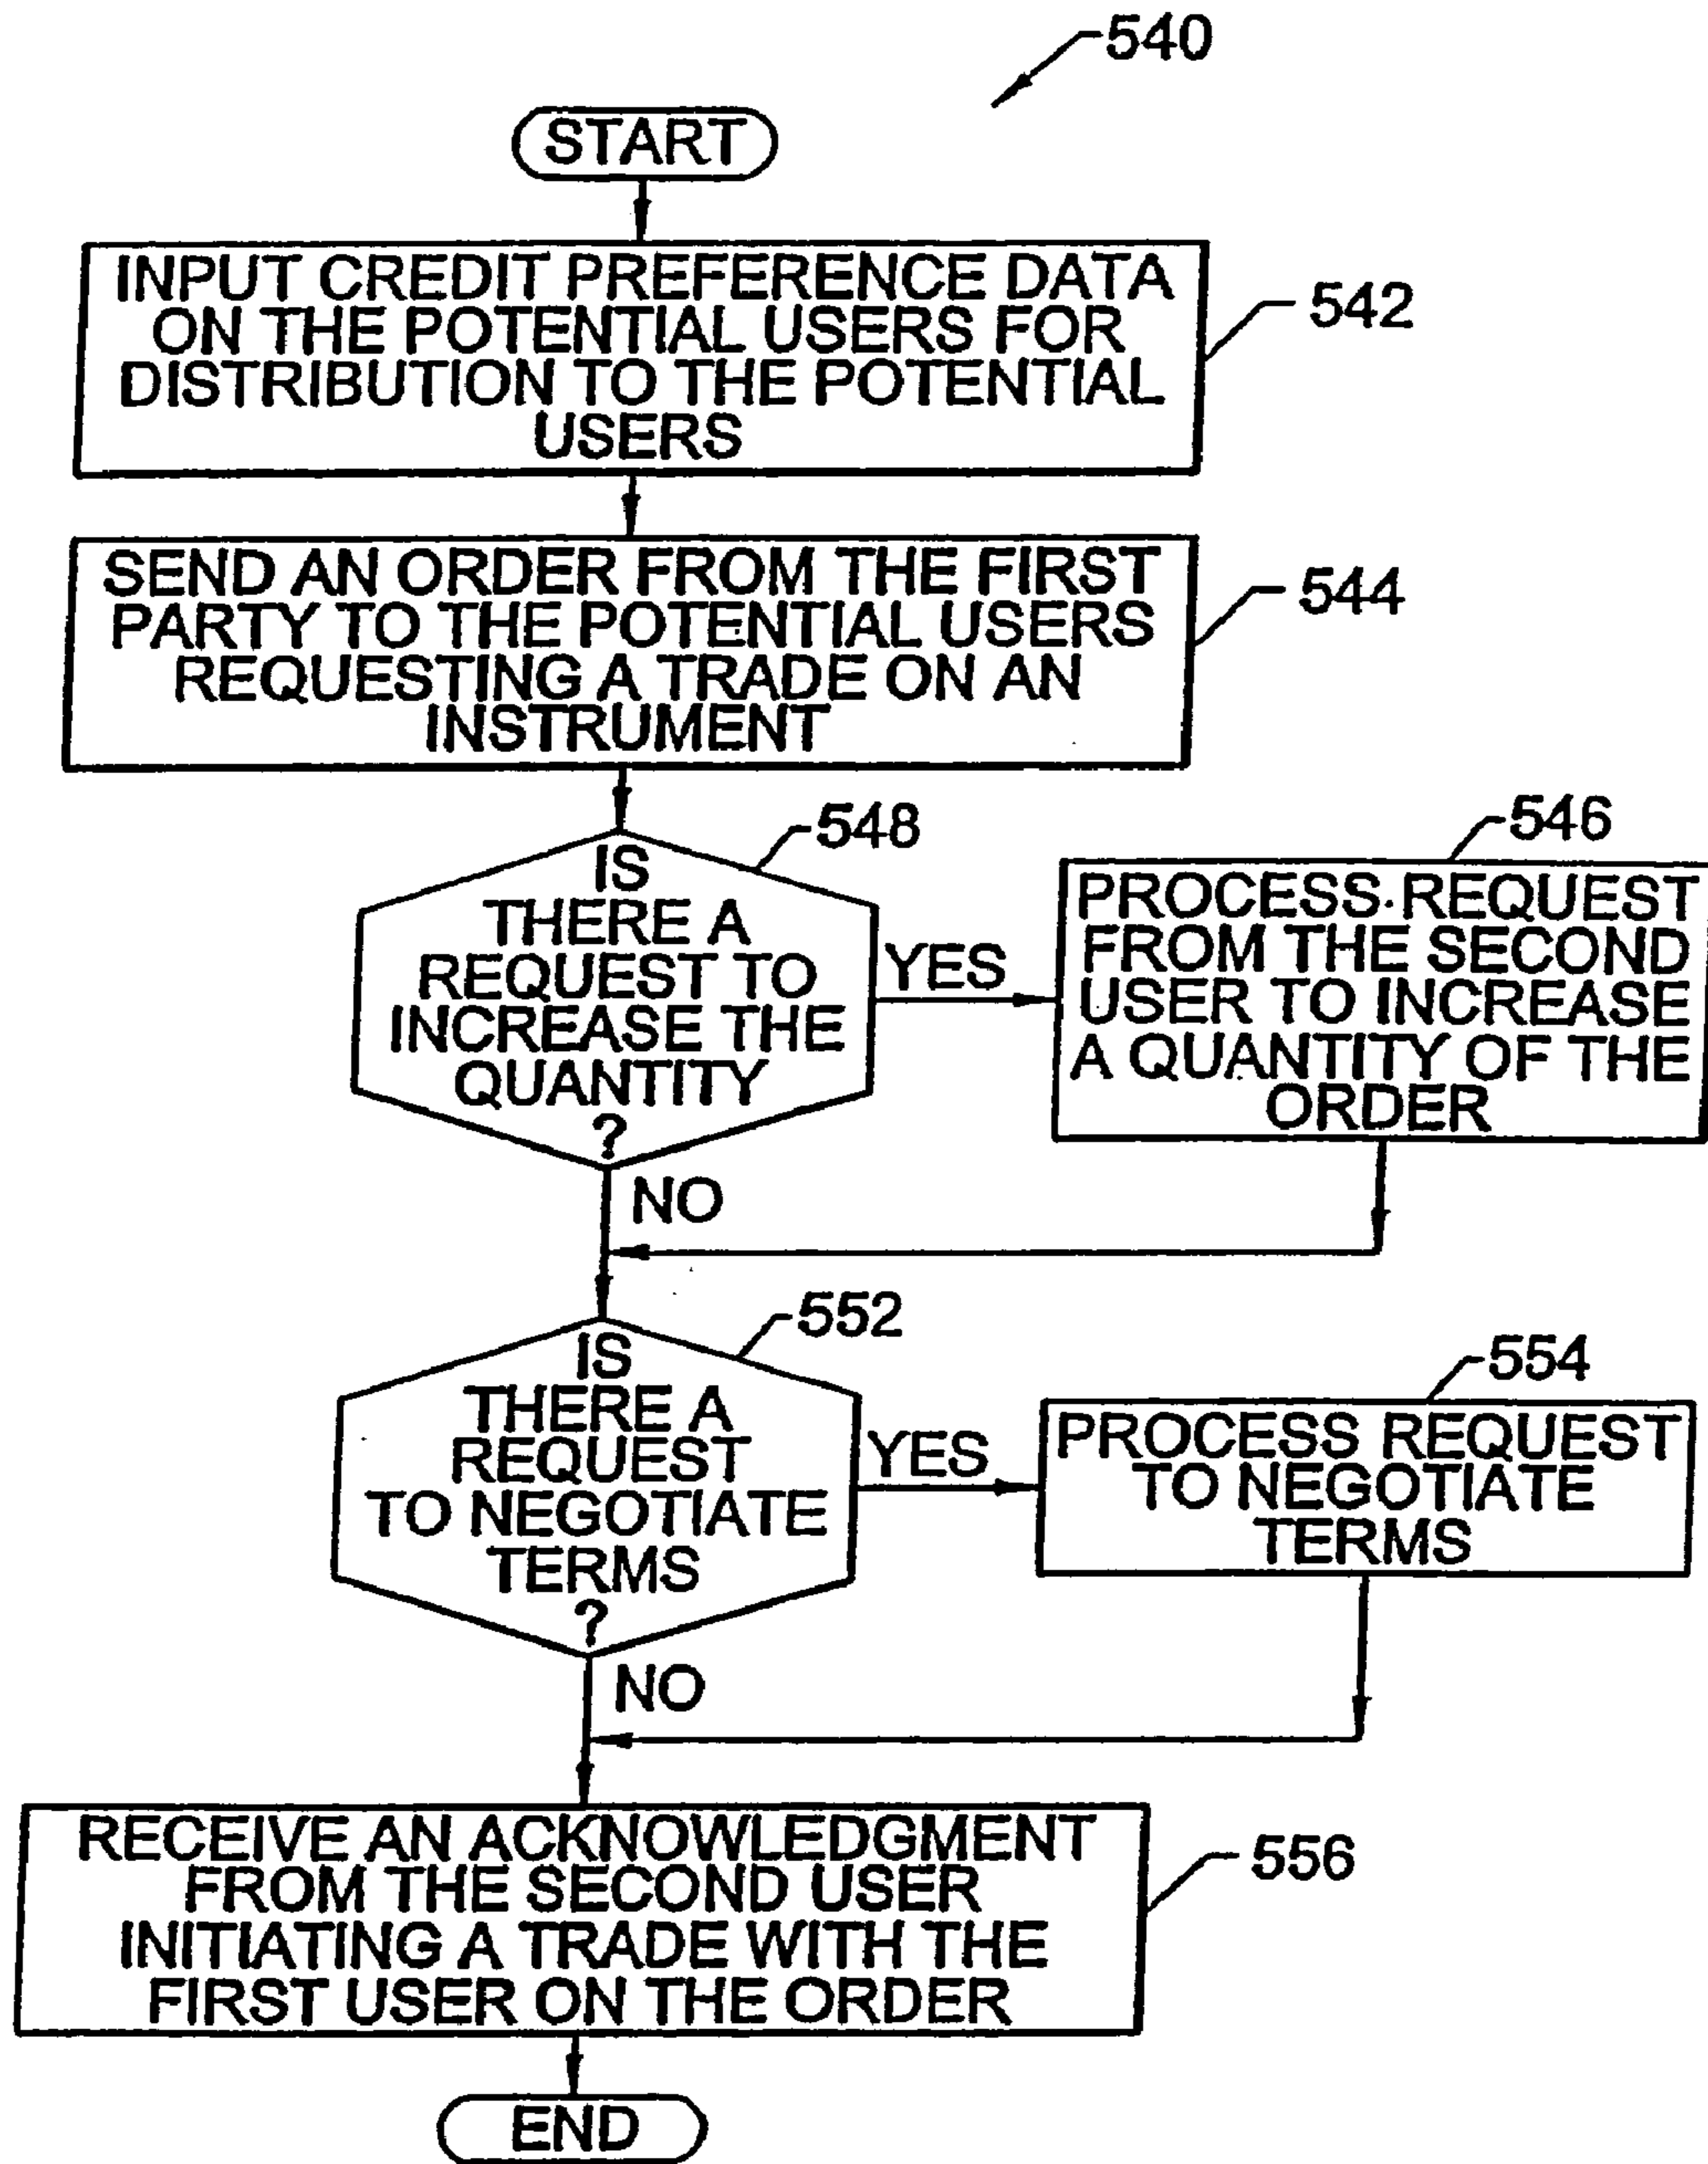 540
START
INPUT CREDIT PREFERENCE DATA
ON THE POTENTIAL USERS FOR
DISTRIBUTION TO THE POTENTIAL
USERS
542
SEND AN ORDER FROM THE FIRST
PARTY TO THE POTENTIAL USERS
REQUESTING A TRADE ON AN
INSTRUMENT
544
548
IS
THERE A
REQUEST TO
INCREASE THE
QUANTITY
?
YES
NO
546
PROCESS REQUEST
FROM THE SECOND
USER TO INCREASE
A QUANTITY OF THE
ORDER
552
IS
THERE A
REQUEST
TO NEGOTIATE
TERMS
?
YES
NO
554
PROCESS REQUEST
TO NEGOTIATE
TERMS
RECEIVE AN ACKNOWLEDGMENT
FROM THE SECOND USER
INITIATING A TRADE WITH THE
FIRST USER ON THE ORDER
556
END